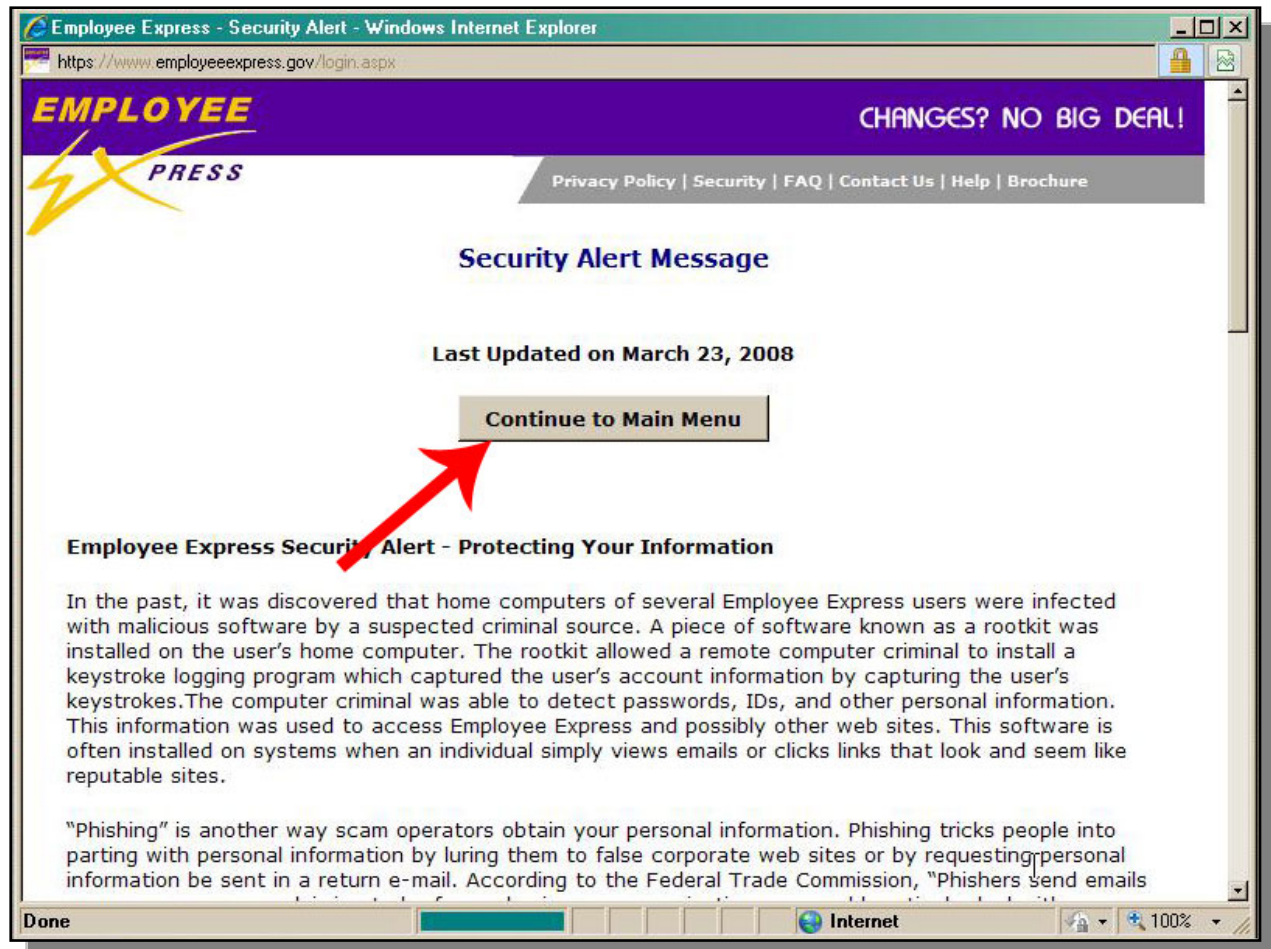 Employee Express - Security Alert - Windows Internet Explorer
https://www.employeeexpress.gov/login.aspx
EMPLOYEE
EXPRESS
CHANGES? NO BIG DEAL!
Privacy Policy | Security | FAQ | Contact Us | Help | Brochure
Security Alert Message
Last Updated on March 23, 2008
Continue to Main Menu
Employee Express Security Alert - Protecting Your Information
In the past, it was discovered that home computers of several Employee Express users were infected
with malicious software by a suspected criminal source. A piece of software known as a rootkit was
installed on the user’s home computer. The rootkit allowed a remote computer criminal to install a
keystroke logging program which captured the user’s account information by capturing the user’s
keystrokes.The computer criminal was able to detect passwords, IDs, and other personal information.
This information was used to access Employee Express and possibly other web sites. This software is
often installed on systems when an individual simply views emails or clicks links that look and seem like
reputable sites.
“Phishing” is another way scam operators obtain your personal information. Phishing tricks people into
parting with personal information by luring them to false corporate web sites or by requesting personal
information be sent in a return e-mail. According to the Federal Trade Commission, “Phishers send emails
Done
Internet
100%